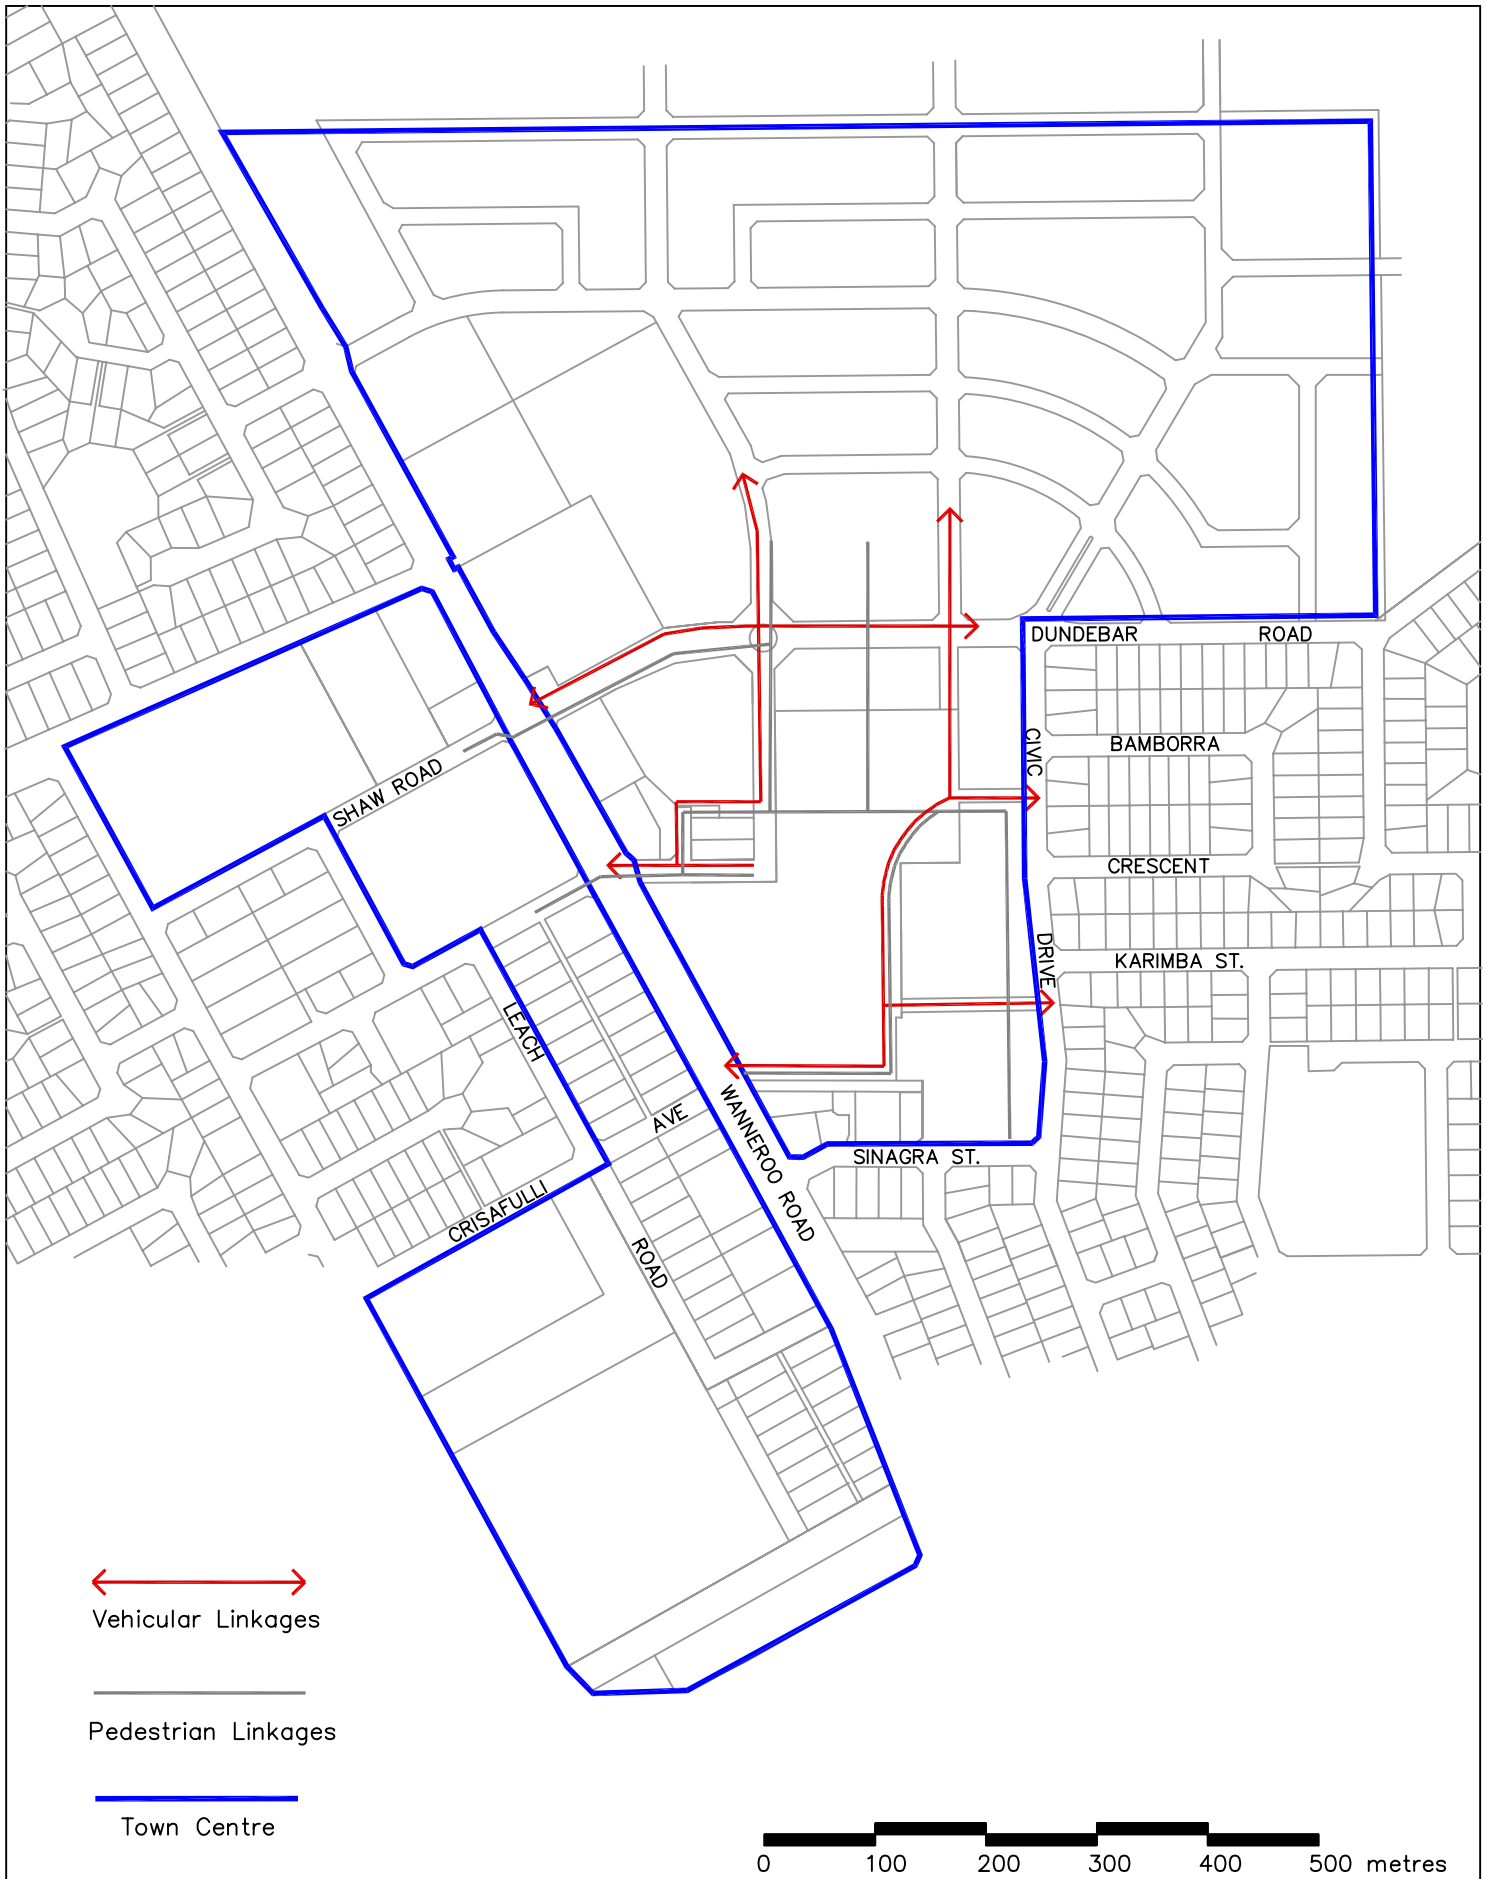 DUNDEBAR ROAD
CIVIC
BAMBORRA
SHAW ROAD
CRESCENT
DRIVE
KARIMBA ST.
LEACH
AVE
WANNEROO ROAD
SINAGRA ST.
CRISAFULLI
ROAD
Vehicular Linkages
Pedestrian Linkages
Town Centre
0 100 200 300 400 500 metres